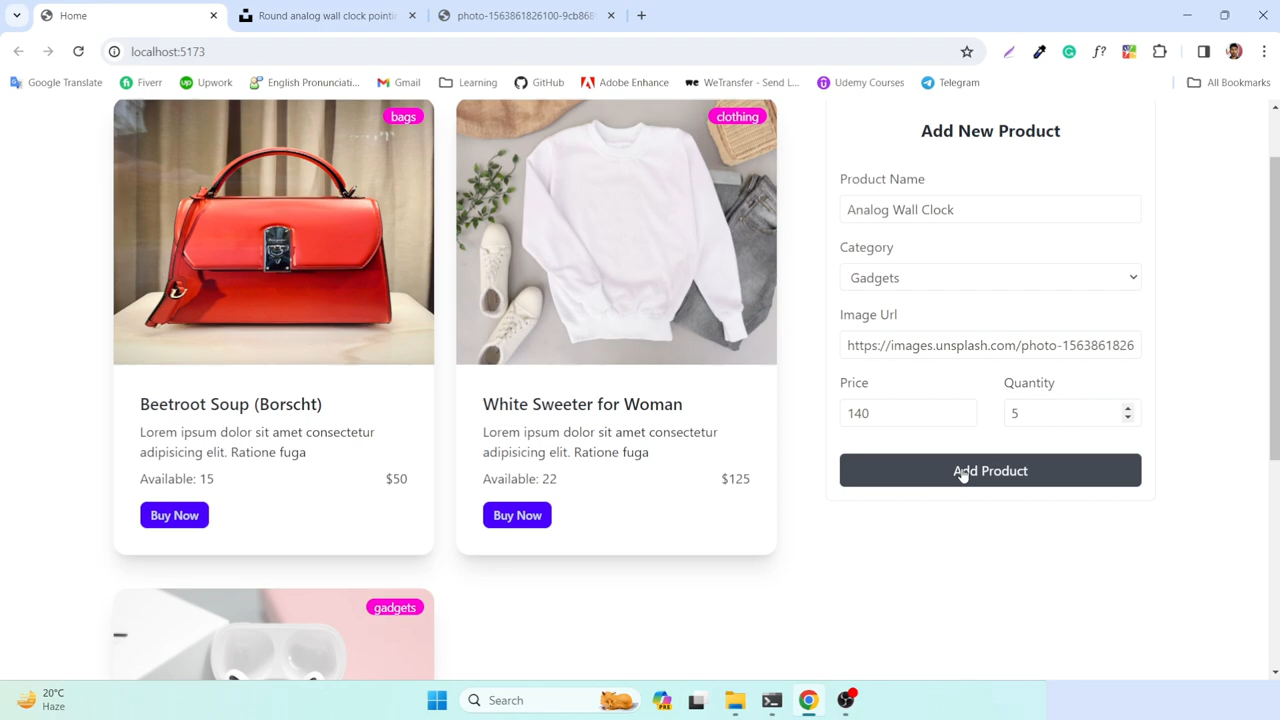 Home
Round analog wall clock pointin
photo-1563861826100-9cb868
localhost:5173
Google Translate
Fiverr
Upwork
English Pronunciati...
Gmail
Learning
GitHub
Adobe Enhance
WeTransfer - Send L...
Udemy Courses
Telegram
All Bookmarks
bags
clothing
Beetroot Soup (Borscht)
Lorem ipsum dolor sit amet consectetur
adipisicing elit. Ratione fuga
Available: 15
$50
Buy Now
White Sweeter for Woman
Lorem ipsum dolor sit amet consectetur
adipisicing elit. Ratione fuga
Available: 22
$125
Buy Now
gadgets
Add New Product
Product Name
Analog Wall Clock
Category
Gadgets
Image Url
https://images.unsplash.com/photo-1563861826
Price
Quantity
140
5
Add Product
20°C
Haze
Search